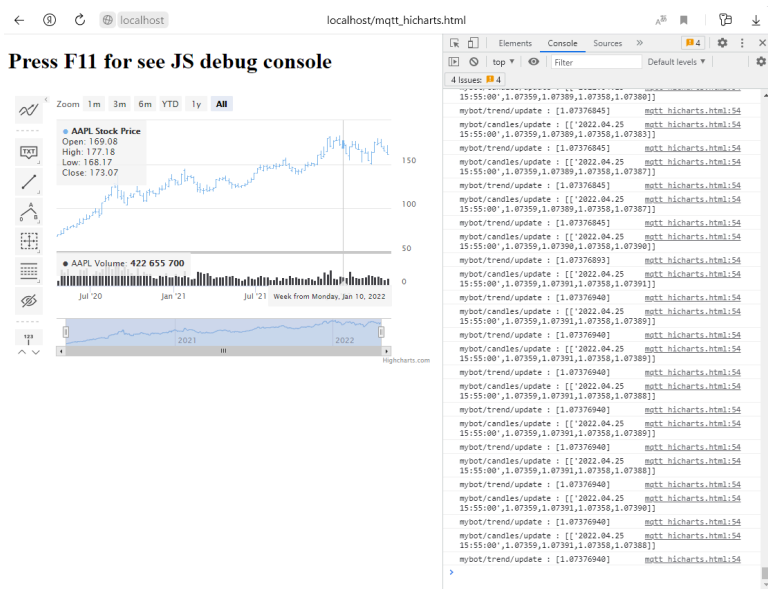 localhost
localhost/mqtt_hicharts.html
Press F11 for see JS debug console
Zoom 1m 3m 6m YTD 1y All
AAPL Stock Price
Open: 169.08
High: 177.18
Low: 168.17
Close: 173.07
150
100
50
AAPL Volume: 422 655 700
0
Jul '20 Jan '21 Jul '21 Week from Monday, Jan 10, 2022
2021 2022
Highcharts.com
TXT
A
0 B
123
1
Elements Console Sources » 4
top ▼ Filter Default levels ▼
4 Issues: 4
15:55:00',1.07359,1.07389,1.07358,1.07380]]
mybot/trend/update : [1.07376845] mqtt_hicharts.html:54
mybot/candles/update : [['2022.04.25 mqtt_hicharts.html:54
15:55:00',1.07359,1.07389,1.07358,1.07383]]
mybot/trend/update : [1.07376845] mqtt_hicharts.html:54
mybot/candles/update : [['2022.04.25 mqtt_hicharts.html:54
15:55:00',1.07359,1.07389,1.07358,1.07387]]
mybot/trend/update : [1.07376845] mqtt_hicharts.html:54
mybot/candles/update : [['2022.04.25 mqtt_hicharts.html:54
15:55:00',1.07359,1.07389,1.07358,1.07387]]
mybot/trend/update : [1.07376845] mqtt_hicharts.html:54
mybot/candles/update : [['2022.04.25 mqtt_hicharts.html:54
15:55:00',1.07359,1.07390,1.07358,1.07390]]
mybot/trend/update : [1.07376893] mqtt_hicharts.html:54
mybot/candles/update : [['2022.04.25 mqtt_hicharts.html:54
15:55:00',1.07359,1.07391,1.07358,1.07391]]
mybot/trend/update : [1.07376940] mqtt_hicharts.html:54
mybot/candles/update : [['2022.04.25 mqtt_hicharts.html:54
15:55:00',1.07359,1.07391,1.07358,1.07389]]
mybot/trend/update : [1.07376940] mqtt_hicharts.html:54
mybot/candles/update : [['2022.04.25 mqtt_hicharts.html:54
15:55:00',1.07359,1.07391,1.07358,1.07391]]
mybot/trend/update : [1.07376940] mqtt_hicharts.html:54
mybot/candles/update : [['2022.04.25 mqtt_hicharts.html:54
15:55:00',1.07359,1.07391,1.07358,1.07388]]
mybot/trend/update : [1.07376940] mqtt_hicharts.html:54
mybot/candles/update : [['2022.04.25 mqtt_hicharts.html:54
15:55:00',1.07359,1.07391,1.07358,1.07389]]
mybot/trend/update : [1.07376940] mqtt_hicharts.html:54
mybot/candles/update : [['2022.04.25 mqtt_hicharts.html:54
15:55:00',1.07359,1.07391,1.07358,1.07388]]
mybot/trend/update : [1.07376940] mqtt_hicharts.html:54
mybot/candles/update : [['2022.04.25 mqtt_hicharts.html:54
15:55:00',1.07359,1.07391,1.07358,1.07390]]
mybot/trend/update : [1.07376940] mqtt_hicharts.html:54
mybot/candles/update : [['2022.04.25 mqtt_hicharts.html:54
15:55:00',1.07359,1.07391,1.07358,1.07388]]
mybot/trend/update : [1.07376940] mqtt_hicharts.html:54